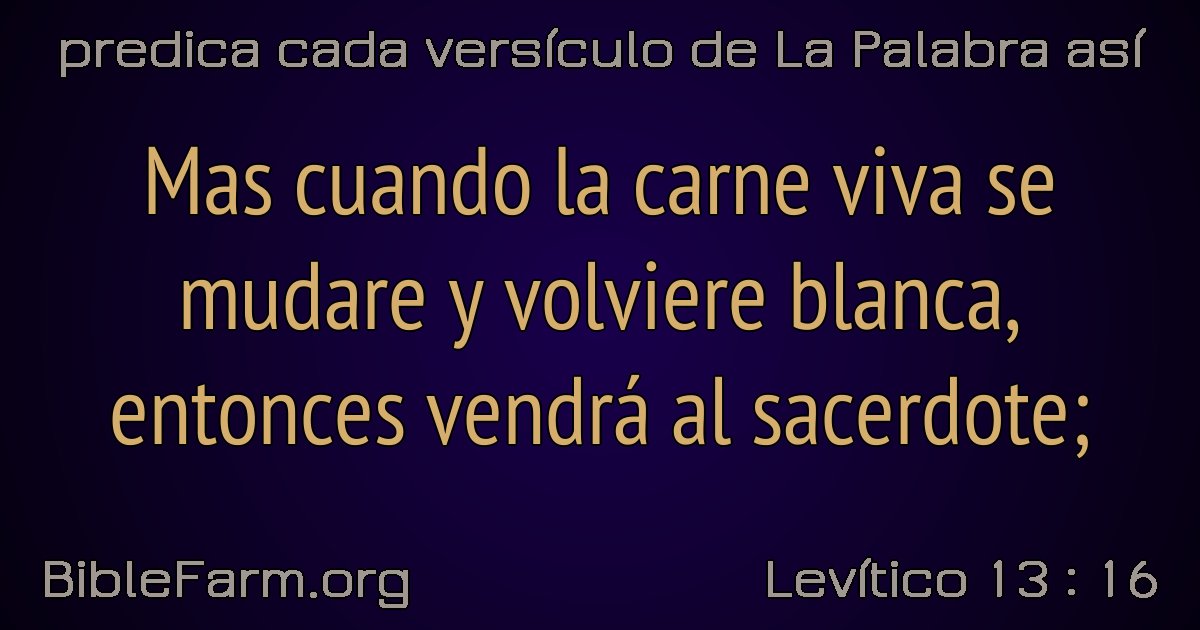 predica cada versículo de La Palabra así
Mas cuando la carne viva se
mudare y volviere blanca,
entonces vendrá al sacerdote;
BibleFarm.org
Levítico 13 : 16